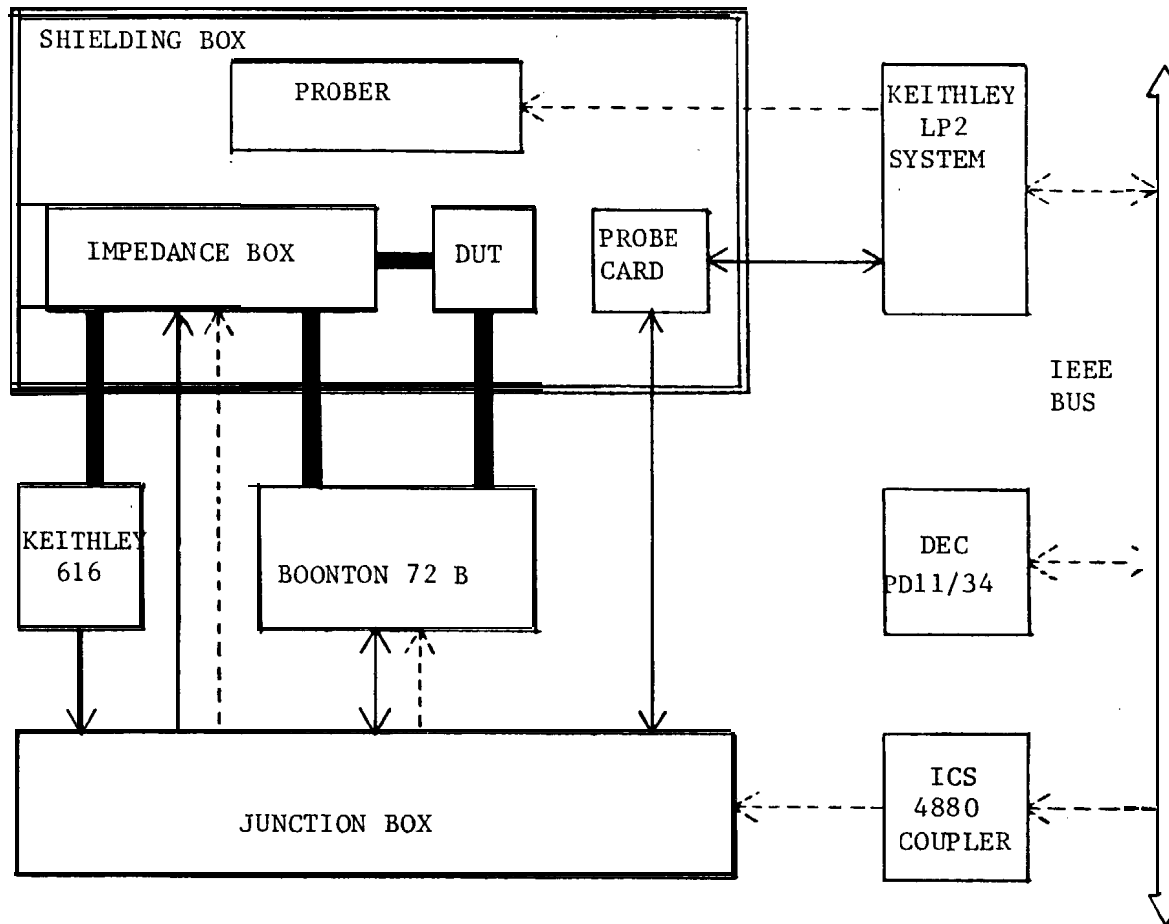 SHIELDING BOX
PROBER
KEITHLEY
LP2
SYSTEM
IMPEDANCE BOX
DUT
PROBE
CARD
IEEE
BUS
KEITHLEY
616
BOONTON 72 B
DEC
PD11/34
JUNCTION BOX
ICS
4880
COUPLER